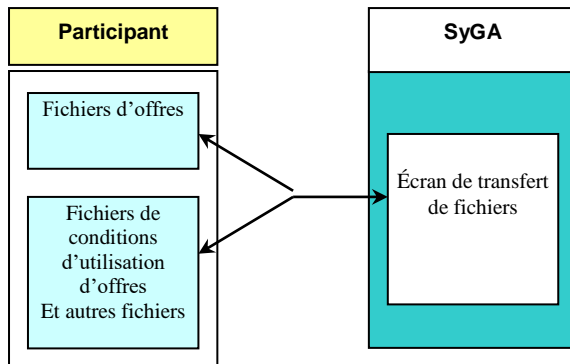 Participant
Fichiers d’offres
Fichiers de
conditions
d’utilisation
d’offres
Et autres fichiers
SyGA
Écran de transfert
de fichiers